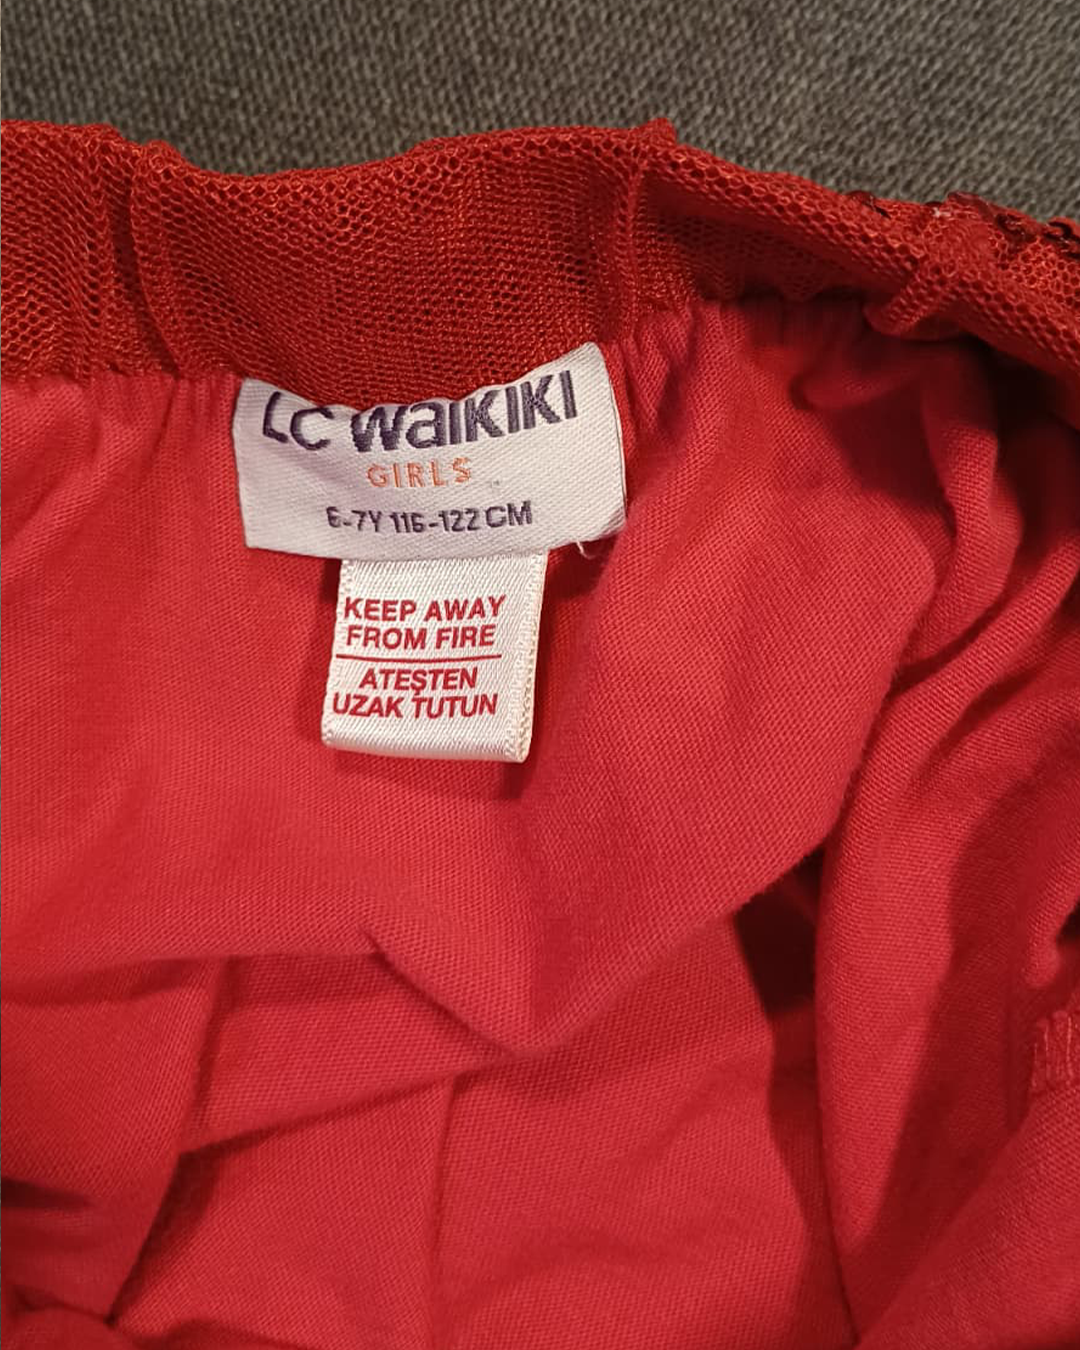 LC WAIKIKI
GIRLS
6-7Y 116-122 CM
KEEP AWAY
FROM FIRE
ATEŞTEN
UZAK TUTUN